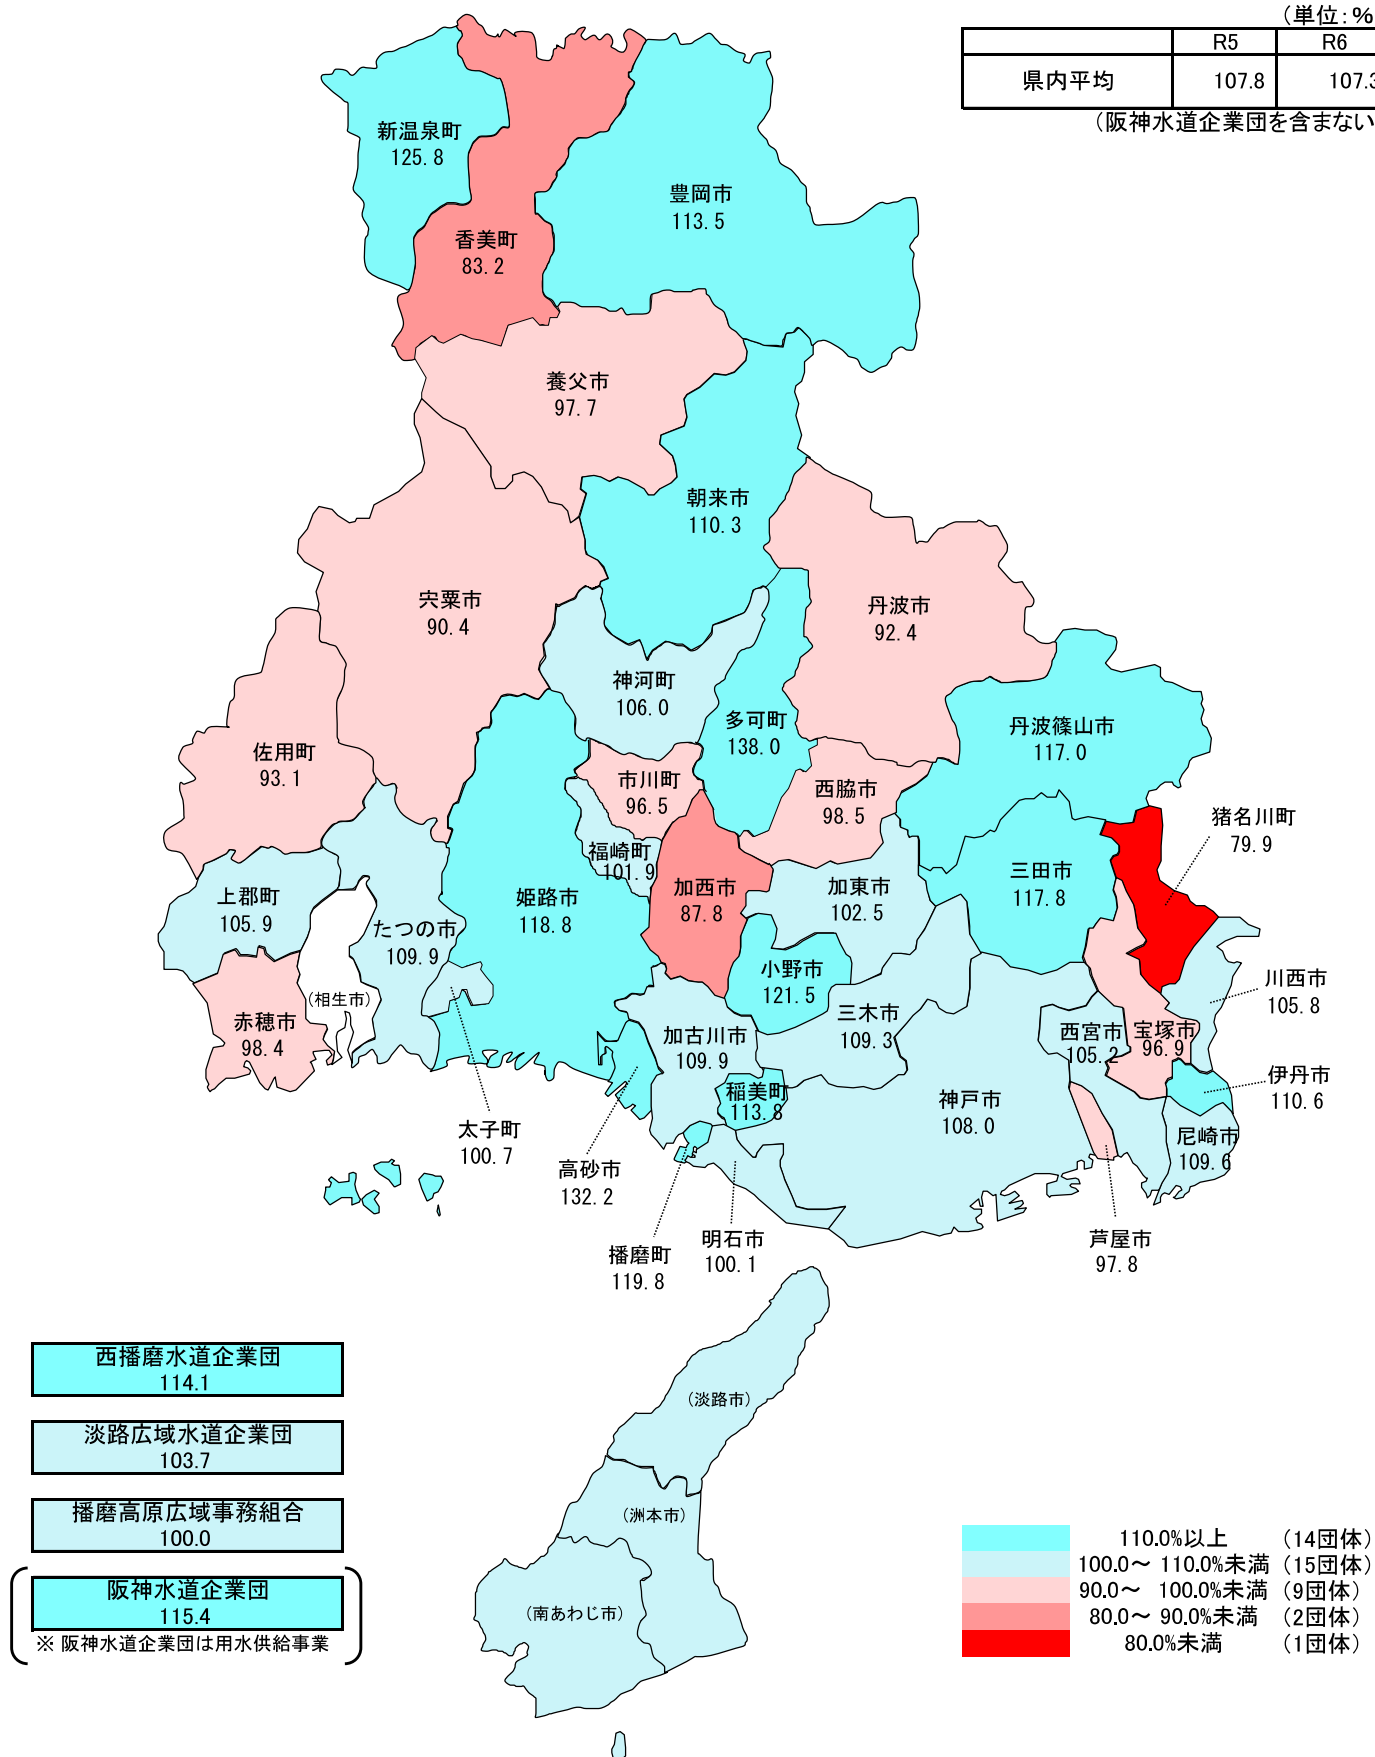 （単位：％
R5 R6
県内平均 107.8 107.3
（阪神水道企業団を含まない
新温泉町
125.8
香美町
83.2
豊岡市
113.5
養父市
97.7
朝来市
110.3
宍粟市
90.4
丹波市
92.4
神河町
106.0
多可町
138.0
丹波篠山市
117.0
佐用町
93.1
市川町
96.5
西脇市
98.5
猪名川町
79.9
福崎町
101.9
三田市
117.8
上郡町
105.9
姫路市
118.8
加西市
87.8
加東市
102.5
たつの市
109.9
小野市
121.5
川西市
105.8
（相生市）
赤穂市
98.4
加古川市
109.9
三木市
109.3
西宮市
105.2
宝塚市
96.9
伊丹市
110.6
稲美町
113.8
神戸市
108.0
尼崎市
109.6
太子町
100.7
高砂市
132.2
播磨町
119.8
明石市
100.1
芦屋市
97.8
西播磨水道企業団
114.1
淡路広域水道企業団
103.7
播磨高原広域事務組合
100.0
阪神水道企業団
115.4
※ 阪神水道企業団は用水供給事業
（淡路市）
（洲本市）
（南あわじ市）
110.0%以上 （14団体）
100.0～ 110.0%未満 （15団体）
90.0～ 100.0%未満 （9団体）
80.0～ 90.0%未満 （2団体）
80.0%未満 （1団体）